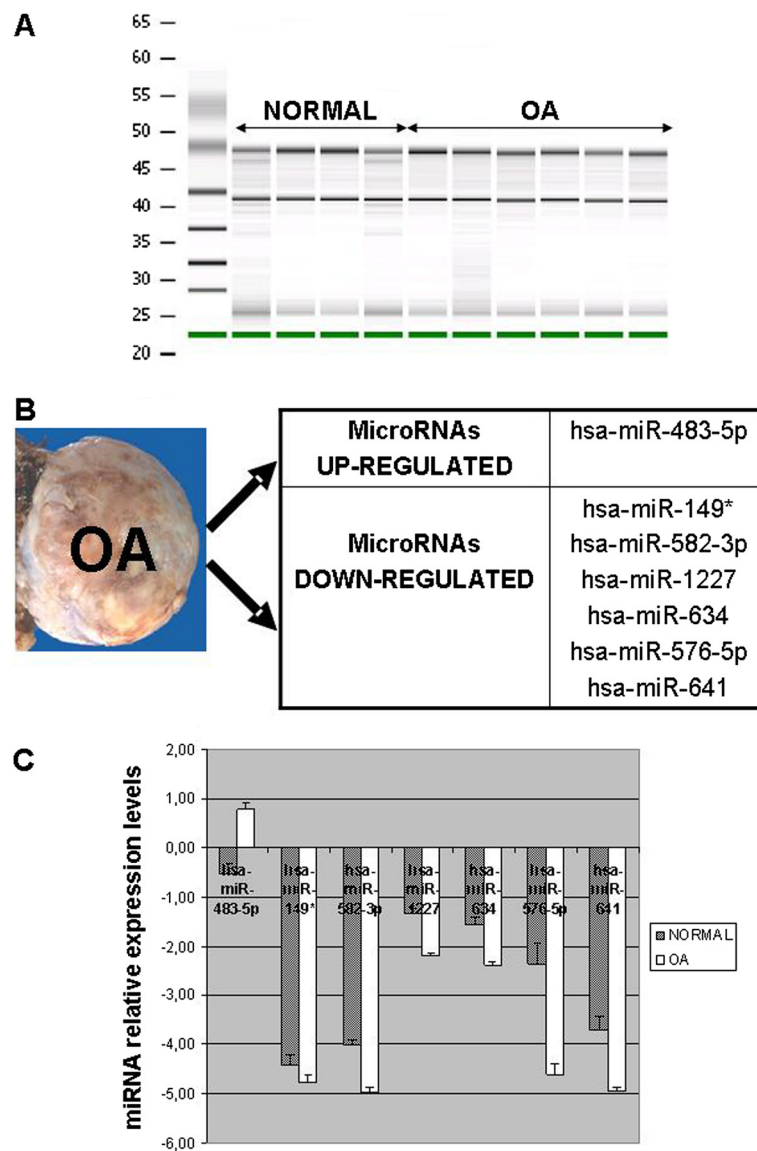 A
65
60
55
50
45
40
35
30
25
20
NORMAL OA
B
OA
MicroRNAs
UP-REGULATED
hsa-miR-483-5p
MicroRNAs
DOWN-REGULATED
hsa-miR-149*
hsa-miR-582-3p
hsa-miR-1227
hsa-miR-634
hsa-miR-576-5p
hsa-miR-641
C
miRNA relative expression levels
2,00
1,00
0,00
-1,00
-2,00
-3,00
-4,00
-5,00
-6,00
hsa-miR-483-5p
hsa-miR-149*
hsa-miR-582-3p
hsa-miR-1227
hsa-miR-634
hsa-miR-576-5p
hsa-miR-641
NORMAL
OA